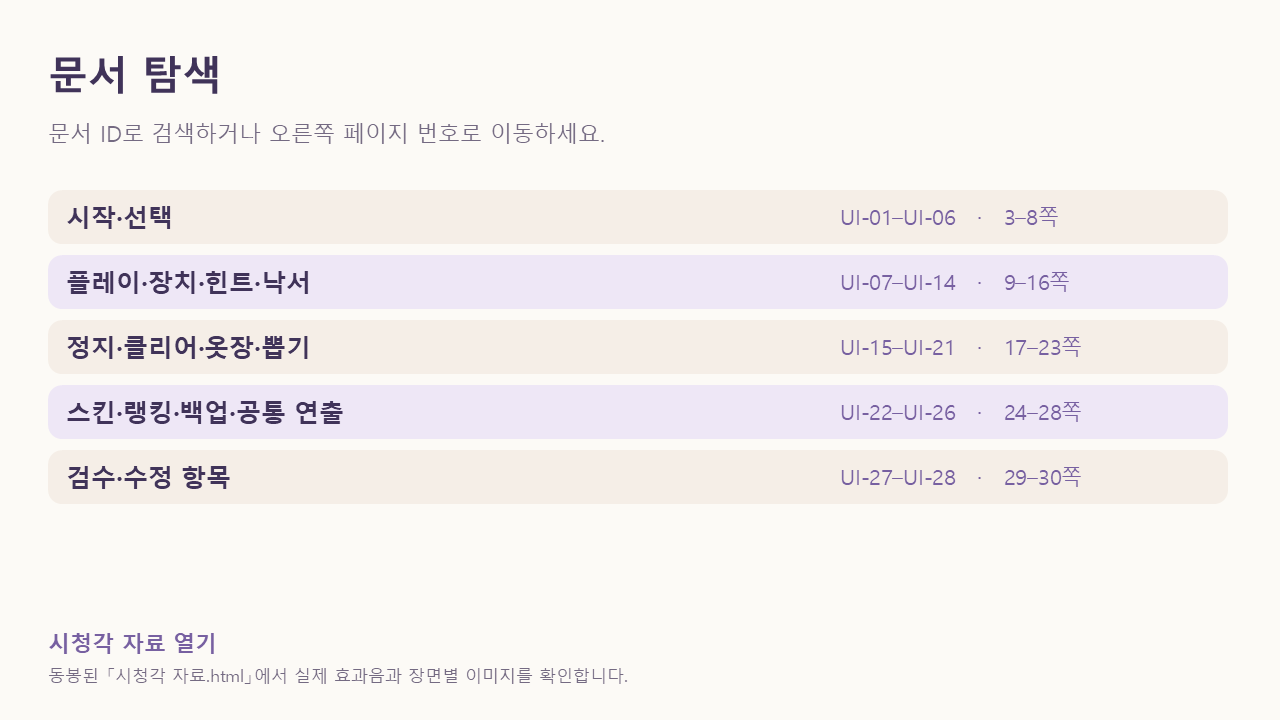 문서 탐색
문서 ID로 검색하거나 오른쪽 페이지 번호로 이동하세요.
시작·선택 UI-01–UI-06 · 3–8쪽
플레이·장치·힌트·낙서 UI-07–UI-14 · 9–16쪽
정지·클리어·옷장·뽑기 UI-15–UI-21 · 17–23쪽
스킨·랭킹·백업·공통 연출 UI-22–UI-26 · 24–28쪽
검수·수정 항목 UI-27–UI-28 · 29–30쪽
시청각 자료 열기
동봉된 「시청각 자료.html」에서 실제 효과음과 장면별 이미지를 확인합니다.